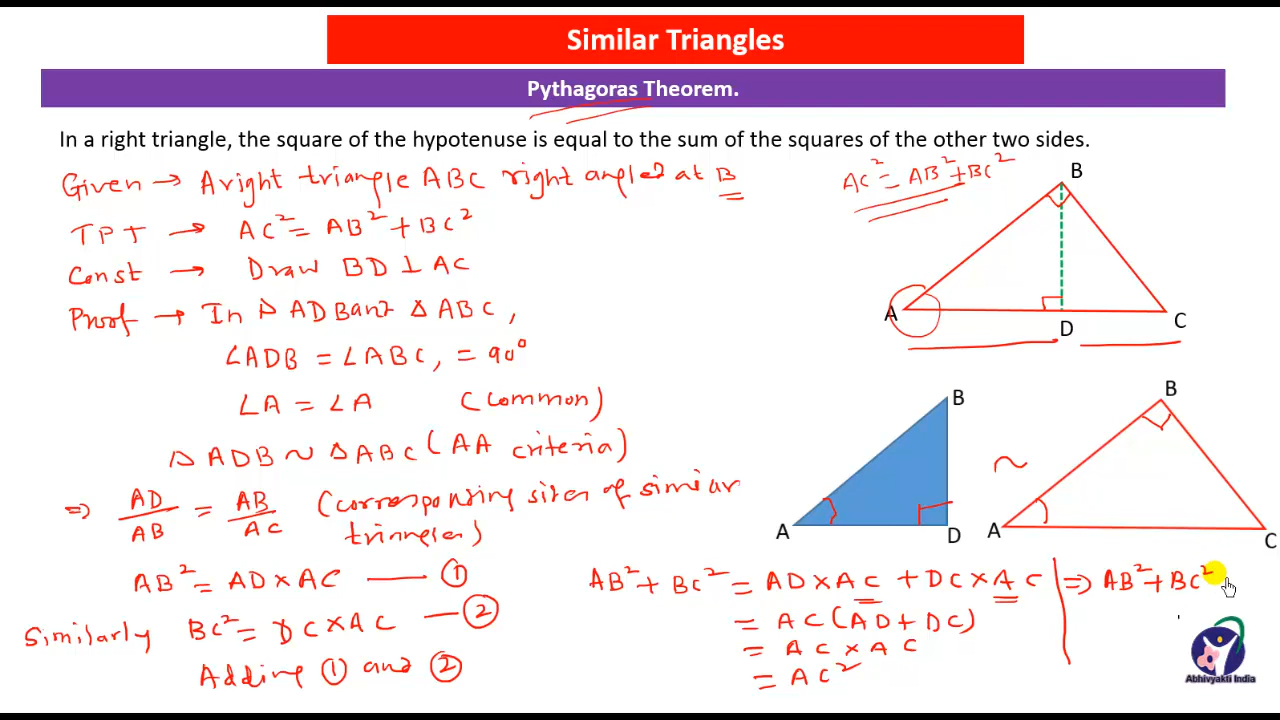 Similar Triangles
Pythagoras Theorem.
In a right triangle, the square of the hypotenuse is equal to the sum of the squares of the other two sides.
Given → A right triangle ABC right angled at B
TPT → AC² = AB² + BC²
Const → Draw BD ⊥ AC
Proof → In △ ADB and △ ABC,
∠ADB = ∠ABC, = 90°
∠A = ∠A (common)
△ ADB ~ △ ABC (AA criteria)
⇒ AD/AB = AB/AC (corresponding sides of similar
triangles)
AB² = AD × AC —— ①
Similarly BC² = DC × AC —— ②
Adding ① and ②
AC² = AB² + BC²
B
A
D
C
B
A
D
~
B
A
C
AB² + BC² = AD × AC + DC × AC
= AC (AD + DC)
= AC × AC
= AC²
⇒ AB² + BC²
Abhivyakti India